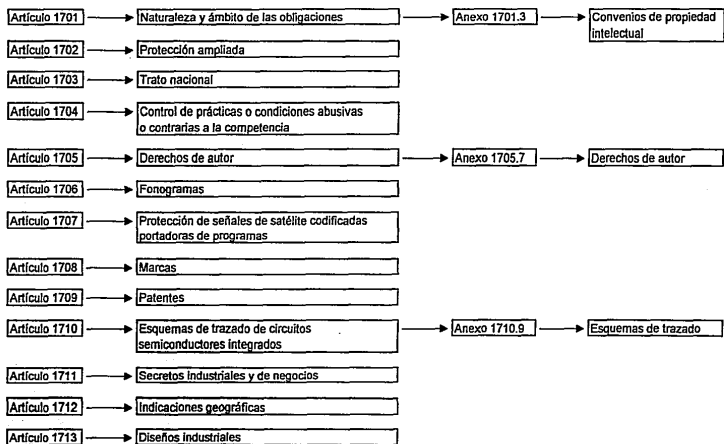 Artículo 1701 Naturaleza y ámbito de las obligaciones Anexo 1701.3 Convenios de propiedad
intelectual
Artículo 1702 Protección ampliada
Artículo 1703 Trato nacional
Artículo 1704 Control de prácticas o condiciones abusivas
o contrarias a la competencia
Artículo 1705 Derechos de autor Anexo 1705.7 Derechos de autor
Artículo 1706 Fonogramas
Artículo 1707 Protección de señales de satélite codificadas
portadoras de programas
Artículo 1708 Marcas
Artículo 1709 Patentes
Artículo 1710 Esquemas de trazado de circuitos Anexo 1710.9 Esquemas de trazado
semiconductores integrados
Artículo 1711 Secretos Industriales y de negocios
Artículo 1712 Indicaciones geográficas
Artículo 1713 Diseños industriales